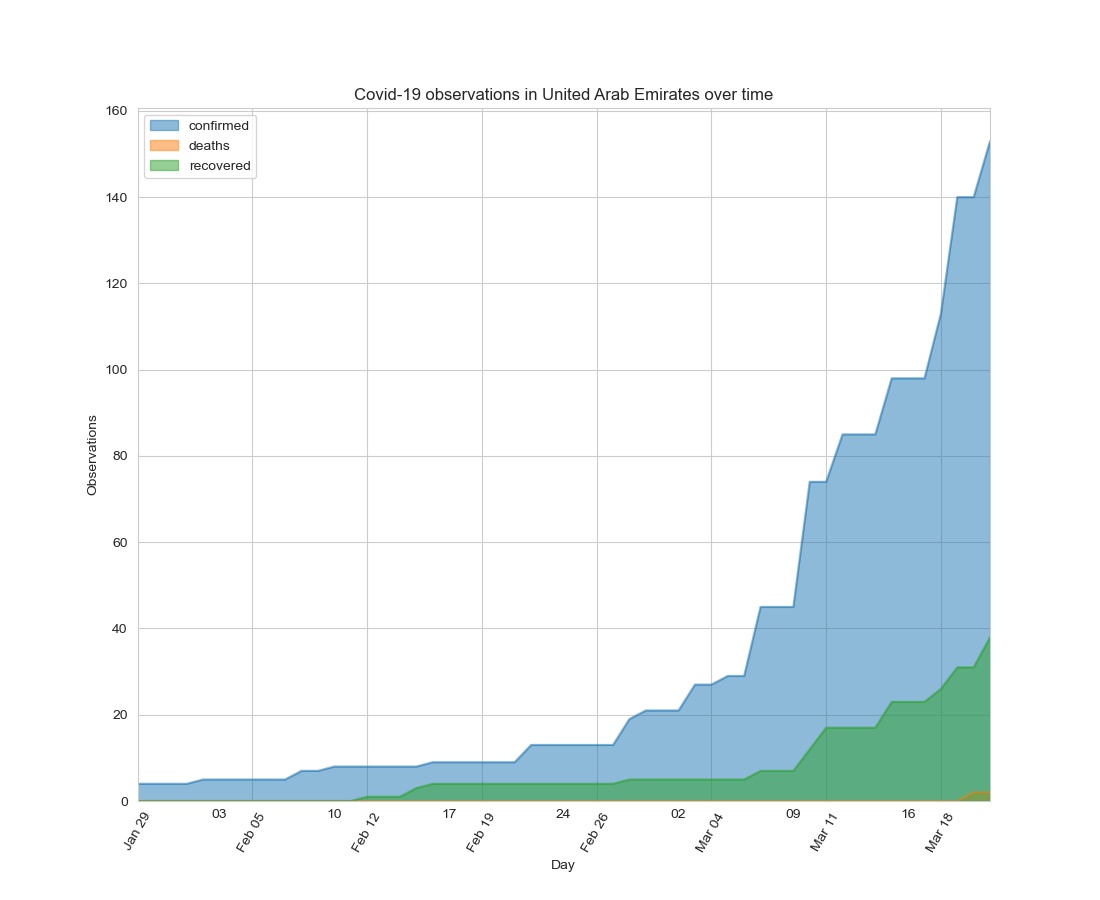 Covid-19 observations in United Arab Emirates over time
confirmed
deaths
recovered
160
140
120
100
80
60
40
20
0
Observations
Jan 29
03
Feb 05
10
Feb 12
17
Feb 19
24
Feb 26
02
Mar 04
09
Mar 11
16
Mar 18
Day